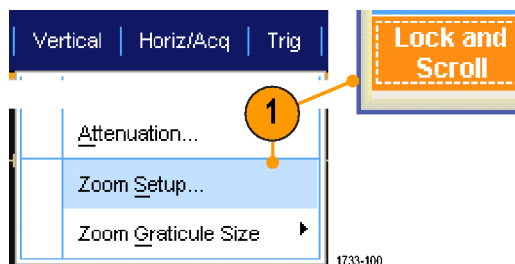 Vertical | Horiz/Acq | Trig
Lock and
Scroll
1
Attenuation...
Zoom Setup...
Zoom Graticule Size
1733-100